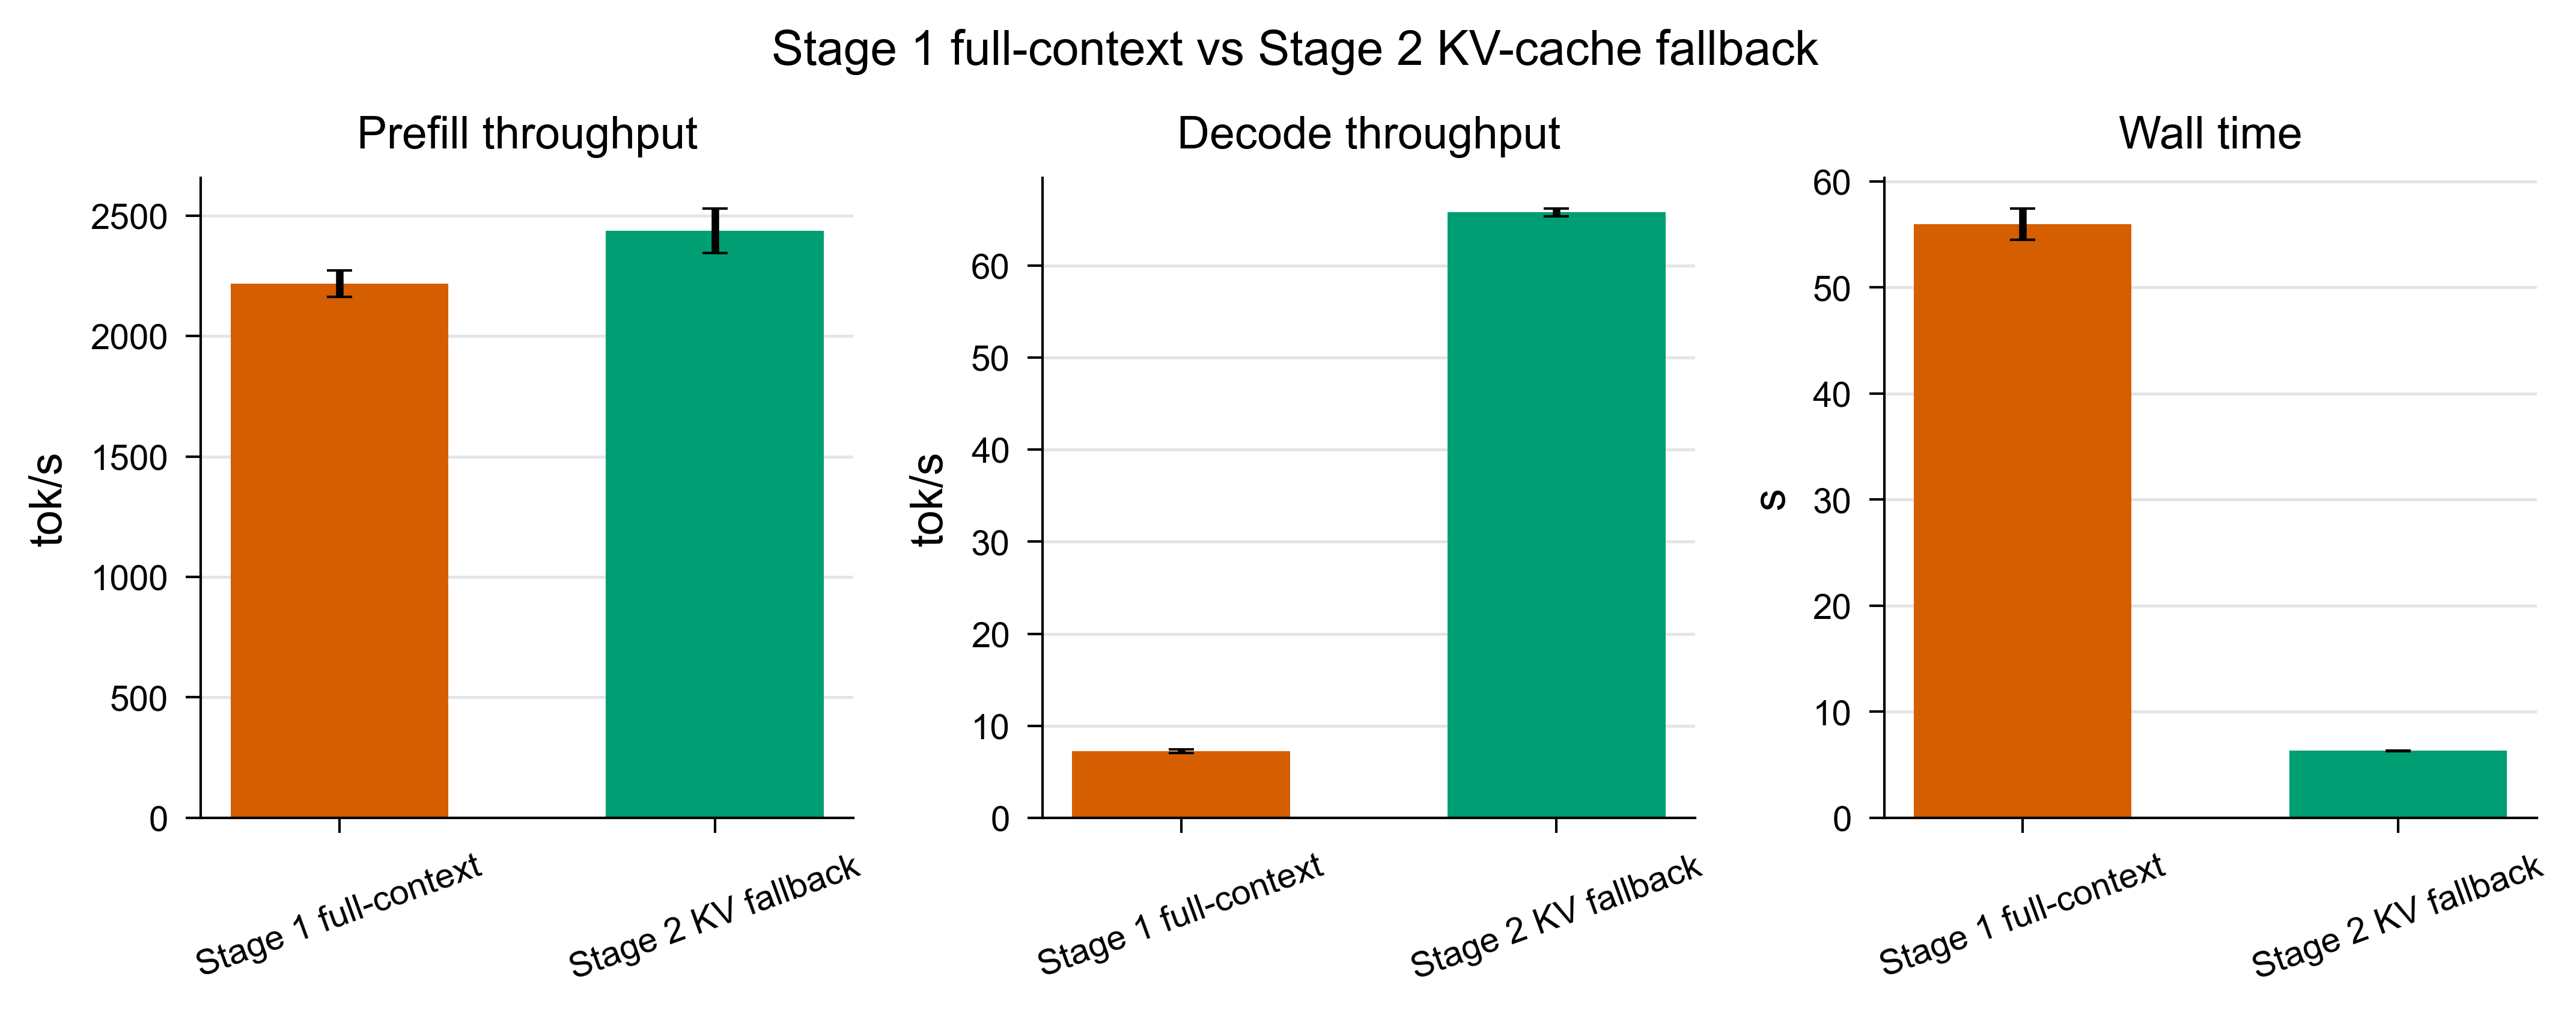 Stage 1 full-context vs Stage 2 KV-cache fallback
Prefill throughput
tok/s
2500
2000
1500
1000
500
0
Stage 1 full-context
Stage 2 KV fallback
Decode throughput
tok/s
60
50
40
30
20
10
0
Stage 1 full-context
Stage 2 KV fallback
Wall time
s
60
50
40
30
20
10
0
Stage 1 full-context
Stage 2 KV fallback